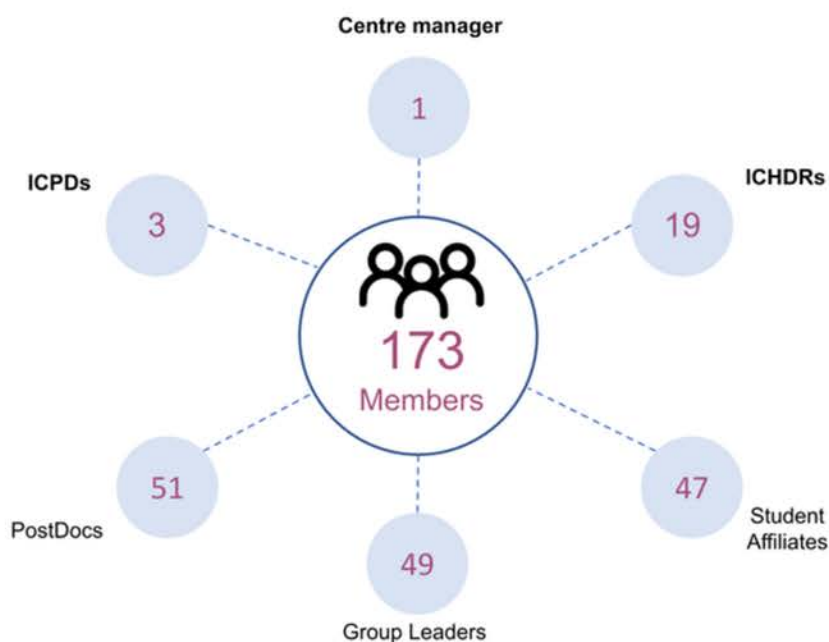 Centre manager
1
ICPDs
3
ICHDRs
19
173
Members
51
PostDocs
47
Student
Affiliates
49
Group Leaders